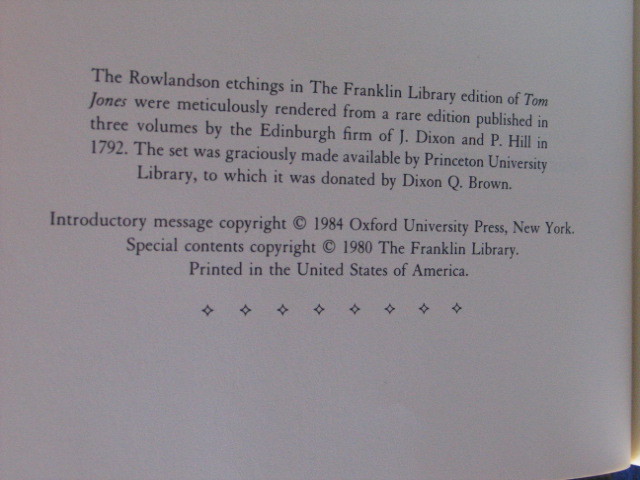 The Rowlandson etchings in The Franklin Library edition of Tom
Jones were meticulously rendered from a rare edition published in
three volumes by the Edinburgh firm of J. Dixon and P. Hill in
1792. The set was graciously made available by Princeton University
Library, to which it was donated by Dixon Q. Brown.
Introductory message copyright © 1984 Oxford University Press, New York.
Special contents copyright © 1980 The Franklin Library.
Printed in the United States of America.